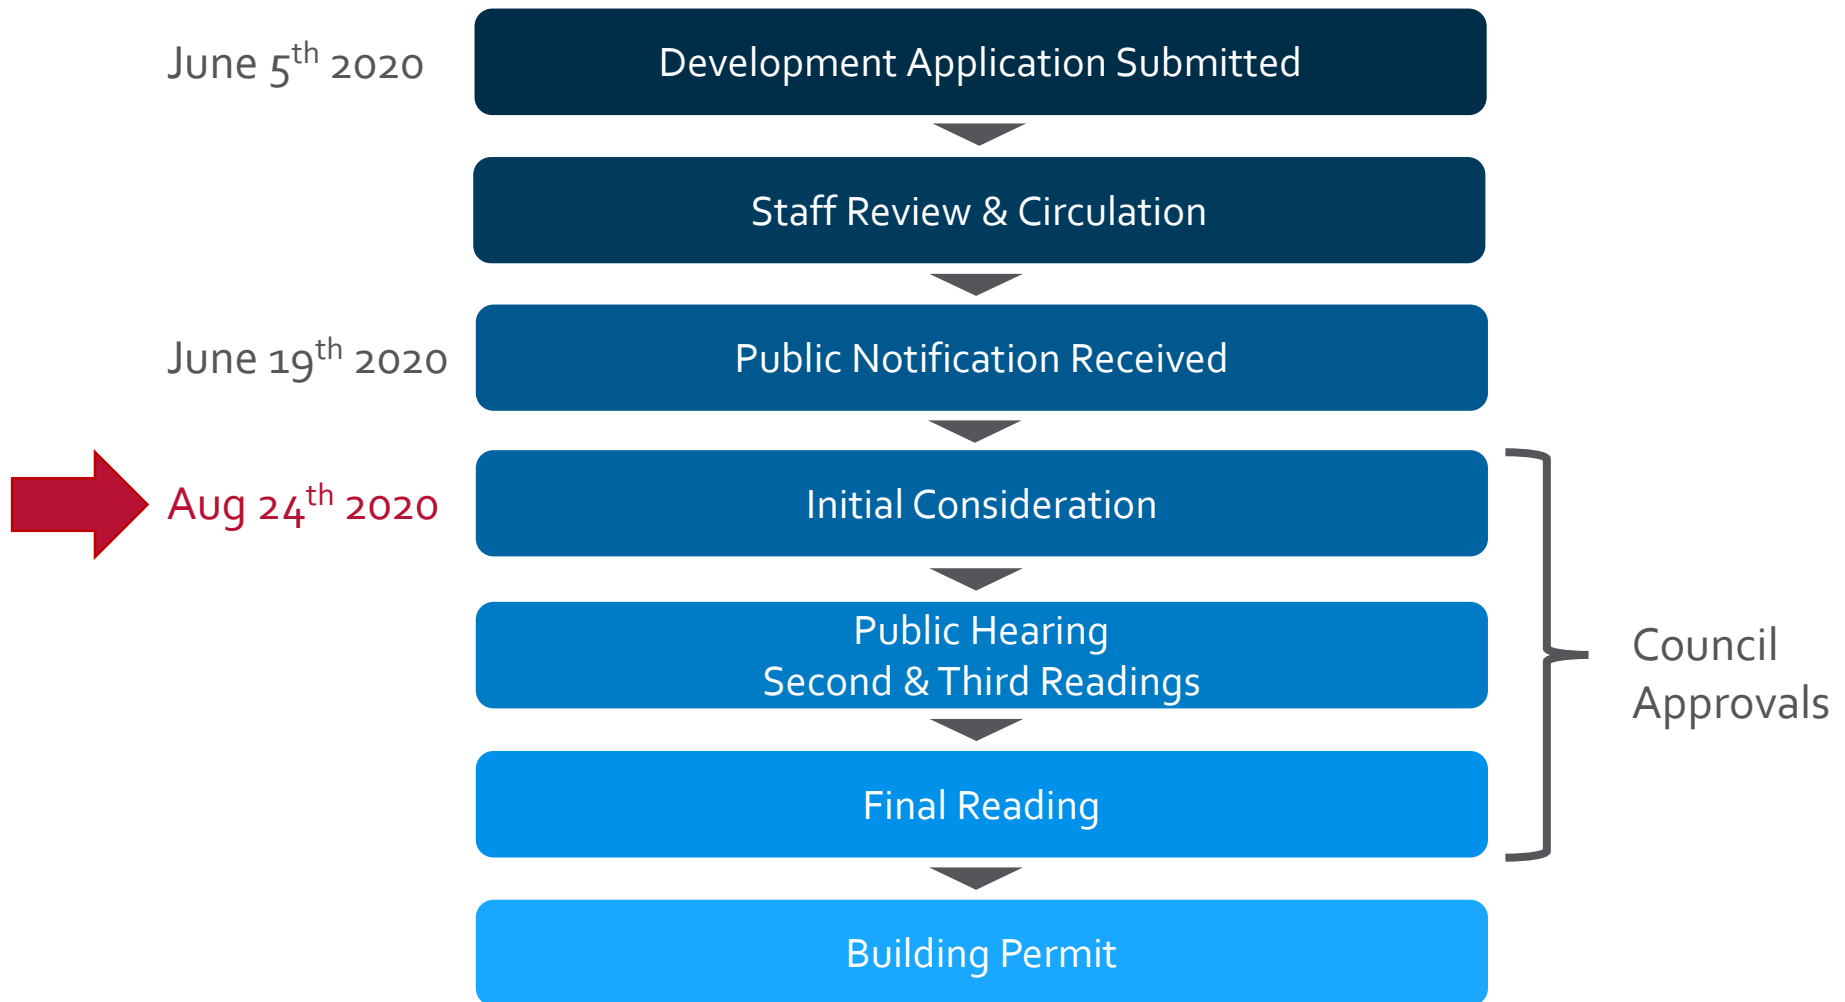 June 5th 2020
Development Application Submitted
Staff Review & Circulation
June 19th 2020
Public Notification Received
Aug 24th 2020
Initial Consideration
Public Hearing
Second & Third Readings
Council
Approvals
Final Reading
Building Permit